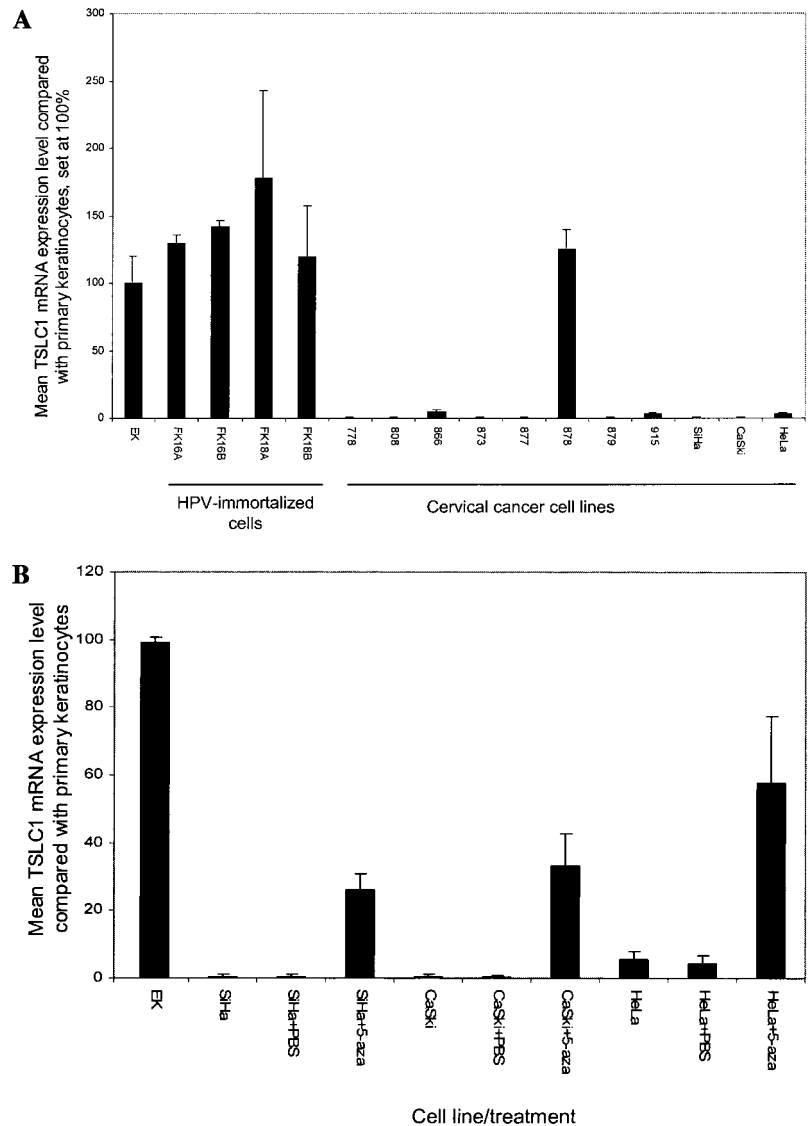 A
Mean TSLC1 mRNA expression level compared
with primary keratinocytes, set at 100%
300
250
200
150
100
50
0
EK
FK16A
FK16B
FK18A
FK18B
778
808
866
873
877
878
879
915
SiHa
CaSki
HeLa
HPV-immortalized
cells
Cervical cancer cell lines
B
Mean TSLC1 mRNA expression level
compared with primary keratinocytes
120
100
80
60
40
20
0
EK
SiHa
SiHa+PBS
SiHa+5-aza
CaSki
CaSki+PBS
CaSki+5-aza
HeLa
HeLa+PBS
HeLa+5-aza
Cell line/treatment